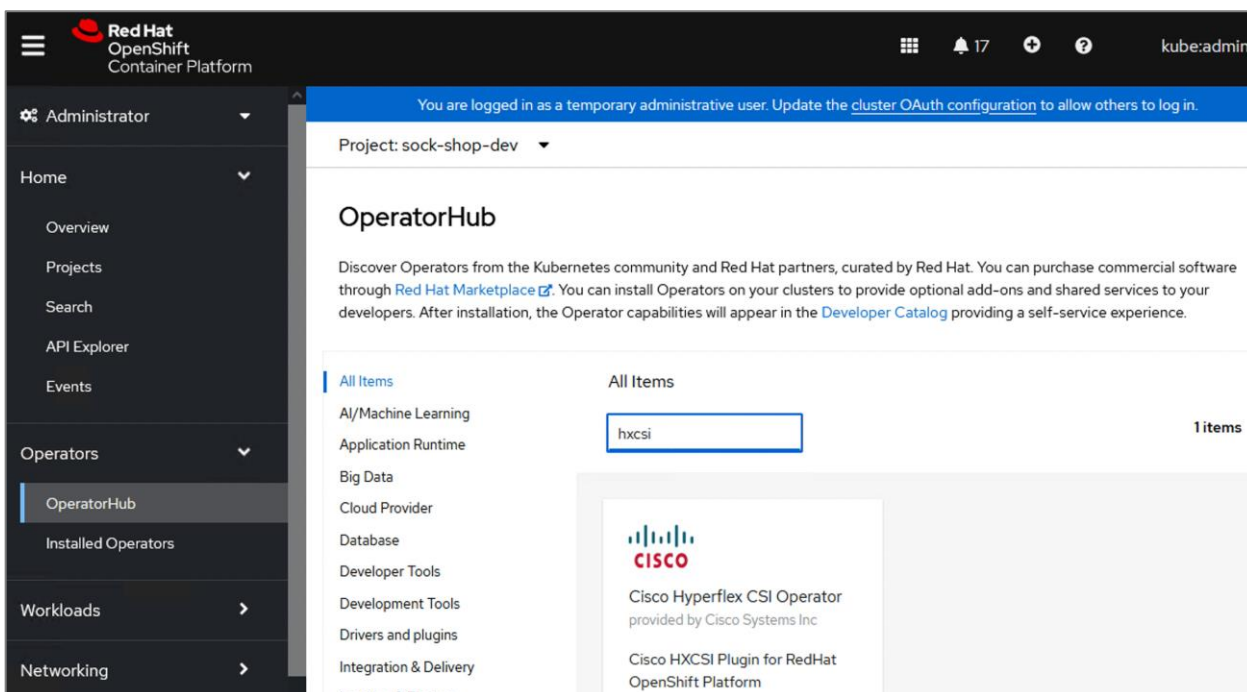 Red Hat
OpenShift
Container Platform
17
kube:admin
Administrator
Home
Overview
Projects
Search
API Explorer
Events
Operators
OperatorHub
Installed Operators
Workloads
Networking
You are logged in as a temporary administrative user. Update the cluster OAuth configuration to allow others to log in.
Project: sock-shop-dev
OperatorHub
Discover Operators from the Kubernetes community and Red Hat partners, curated by Red Hat. You can purchase commercial software
through Red Hat Marketplace. You can install Operators on your clusters to provide optional add-ons and shared services to your
developers. After installation, the Operator capabilities will appear in the Developer Catalog providing a self-service experience.
All Items
AI/Machine Learning
Application Runtime
Big Data
Cloud Provider
Database
Developer Tools
Development Tools
Drivers and plugins
Integration & Delivery
All Items
hxcsi
1 items
CISCO
Cisco Hyperflex CSI Operator
provided by Cisco Systems Inc
Cisco HXCSI Plugin for RedHat
OpenShift Platform